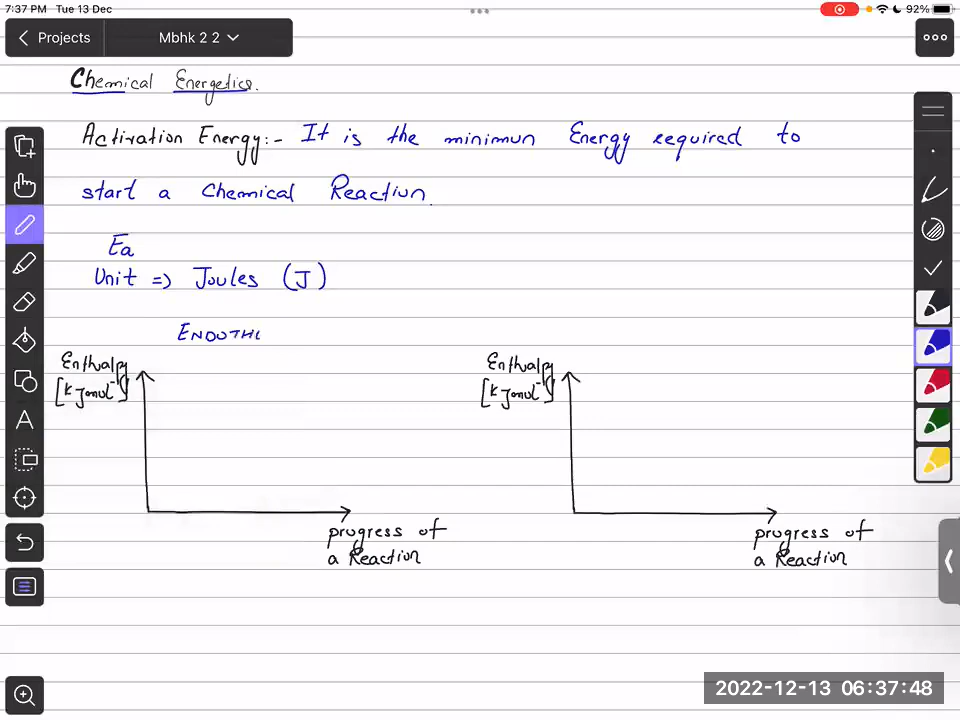 7:37 PM Tue 13 Dec
92%
Projects
Mbhk 2 2
Chemical Energetics.
Activation Energy:- It is the minimun Energy required to
start a Chemical Reaction.
Ea
Unit => Joules (J)
ENDOTHE
Enthalpy
[KJmol⁻¹]
progress of
a Reaction
Enthalpy
[KJmol⁻¹]
progress of
a Reaction
A
2022-12-13 06:37:48